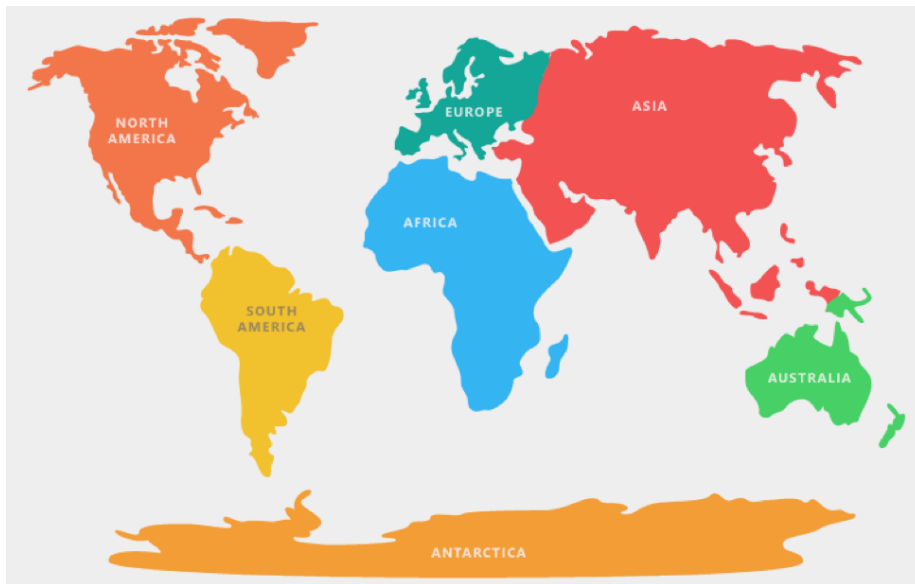 NORTH
AMERICA
EUROPE
ASIA
AFRICA
SOUTH
AMERICA
AUSTRALIA
ANTARCTICA